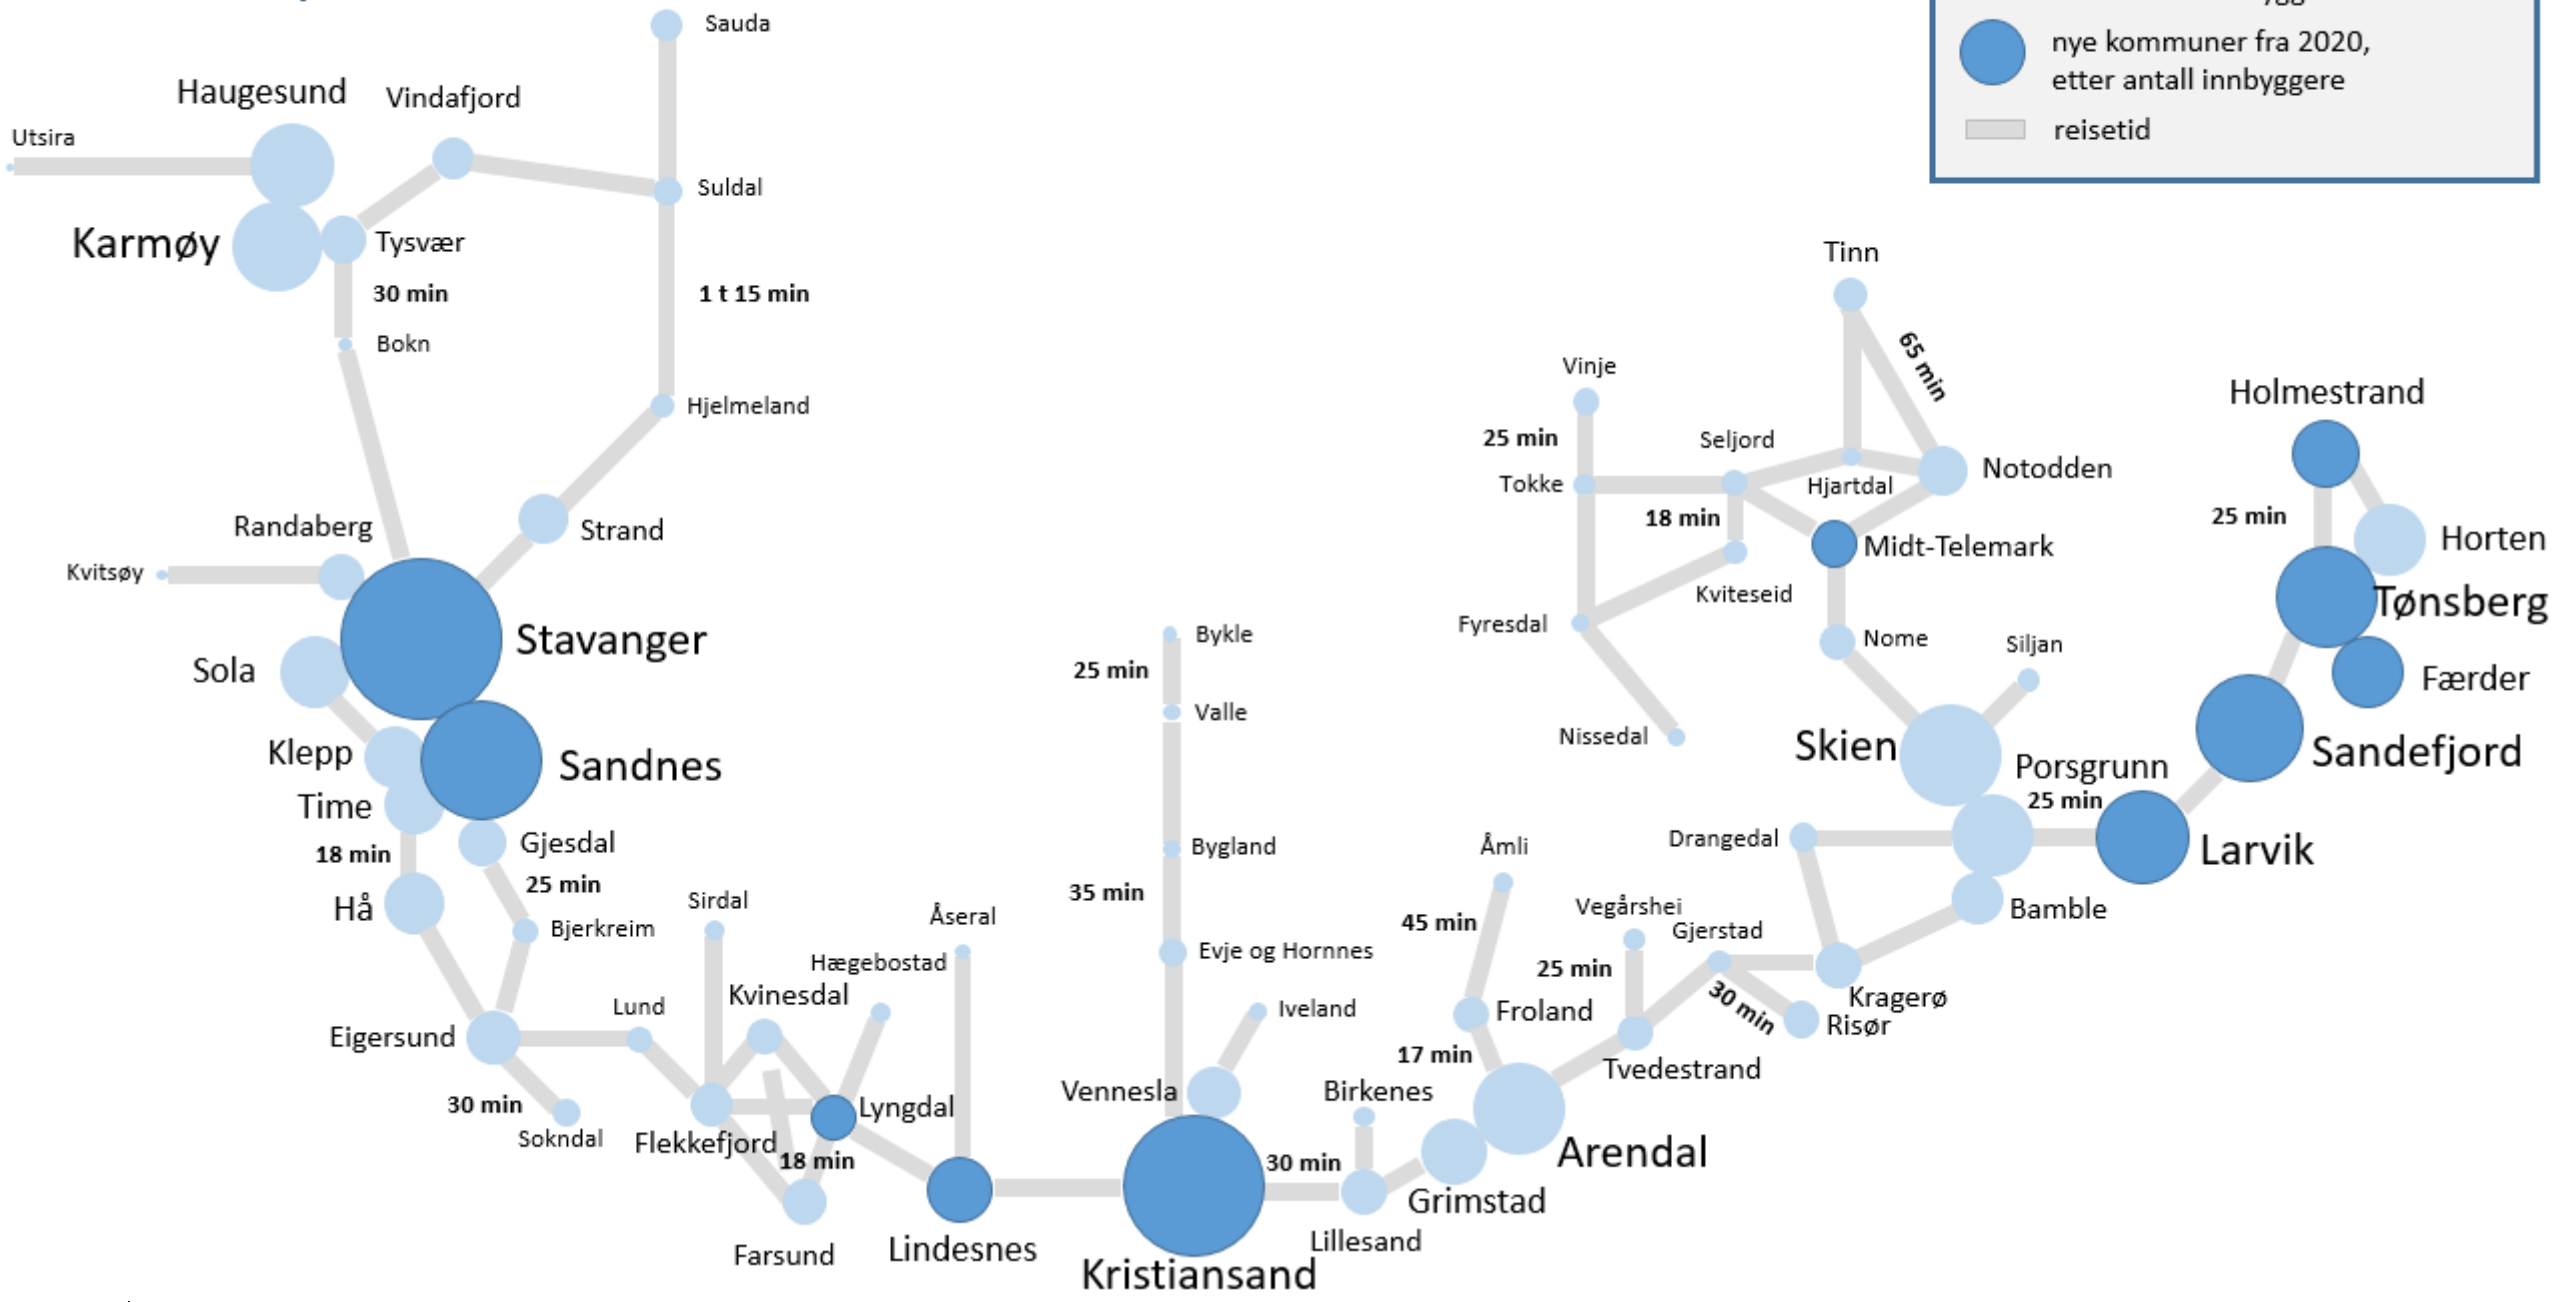 Sauda
nye kommuner fra 2020,
etter antall innbyggere
reisetid
Haugesund
Vindafjord
Utsira
Suldal
Karmøy
Tysvær
30 min
1 t 15 min
Bokn
Hjelmeland
Randaberg
Strand
Kvitsøy
Stavanger
Sola
Klepp
Sandnes
Time
Gjesdal
18 min
25 min
Hå
Bjerkreim
Sirdal
Åseral
Hægebostad
Kvinesdal
Lund
Eigersund
30 min
Sokndal
Flekkefjord
Lyngdal
18 min
Farsund
Lindesnes
Bykle
25 min
Valle
Bygland
35 min
Evje og Hornnes
Iveland
Vennesla
Kristiansand
30 min
Birkenes
Lillesand
Grimstad
Arendal
17 min
Froland
45 min
Åmli
Vegårshei
25 min
Gjerstad
30 min
Tvedestrand
Risør
Kragerø
Drangedal
Bamble
Porsgrunn
25 min
Skien
Siljan
Nome
Midt-Telemark
Tinn
65 min
Vinje
25 min
Seljord
Tokke
Hjartdal
Notodden
18 min
Kviteseid
Fyresdal
Nissedal
Holmestrand
25 min
Horten
Tønsberg
Færder
Sandefjord
Larvik